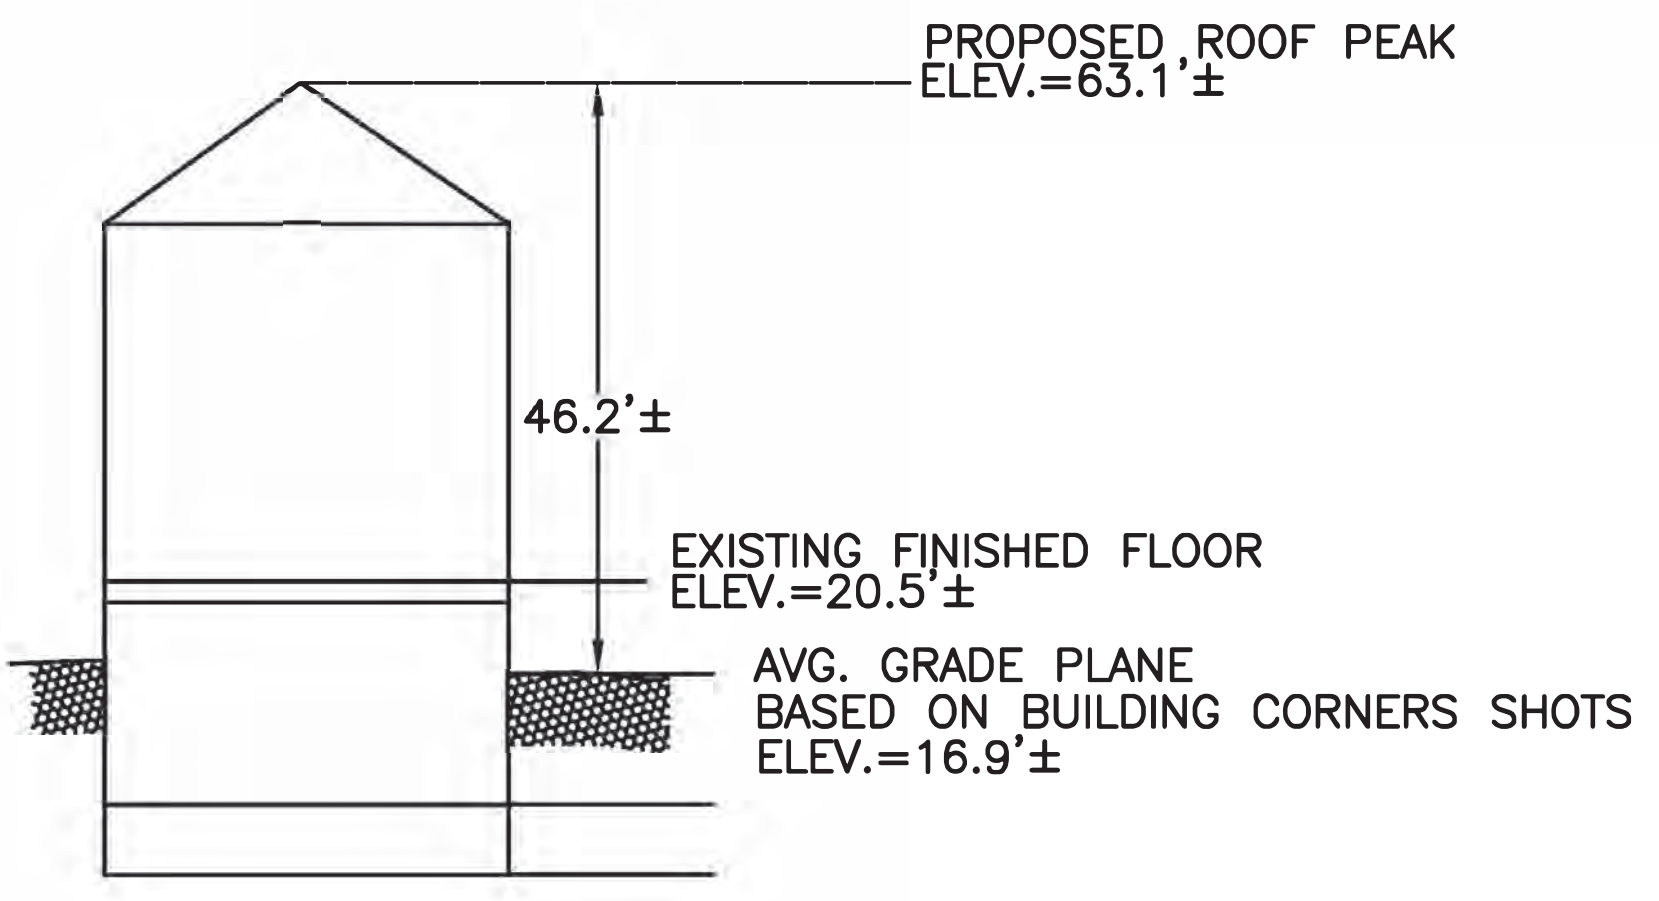 PROPOSED ROOF PEAK
ELEV.=63.1'±
46.2'±
EXISTING FINISHED FLOOR
ELEV.=20.5'±
AVG. GRADE PLANE
BASED ON BUILDING CORNERS SHOTS
ELEV.=16.9'±